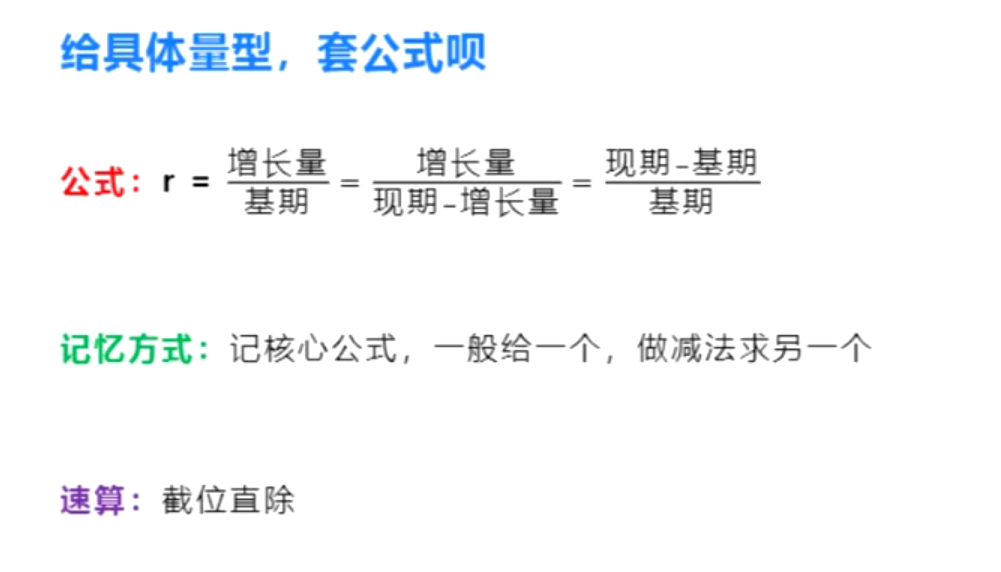 给具体量型，套公式呗
公式：r = 增长量/基期 = 增长量/现期-增长量 = 现期-基期/基期
记忆方式：记核心公式，一般给一个，做减法求另一个
速算：截位直除